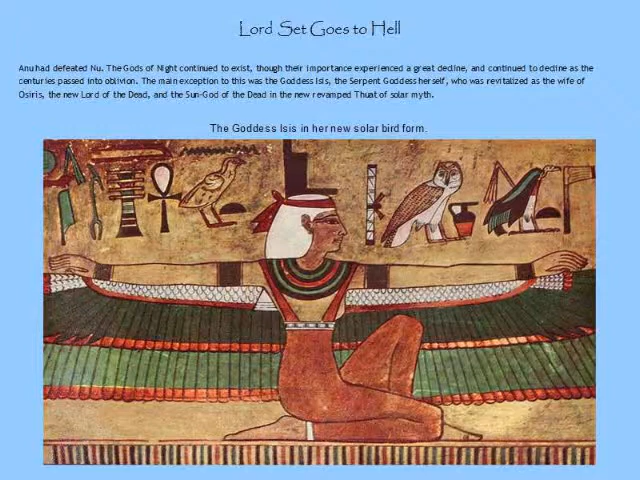 Lord Set Goes to Hell
Anu had defeated Nu. The Gods of Night continued to exist, though their importance experienced a great decline, and continued to decline as the
centuries passed into oblivion. The main exception to this was the Goddess Isis, the Serpent Goddess herself, who was revitalized as the wife of
Osiris, the new Lord of the Dead, and the Sun-God of the Dead in the new revamped Thuat of solar myth.
The Goddess Isis in her new solar bird form.